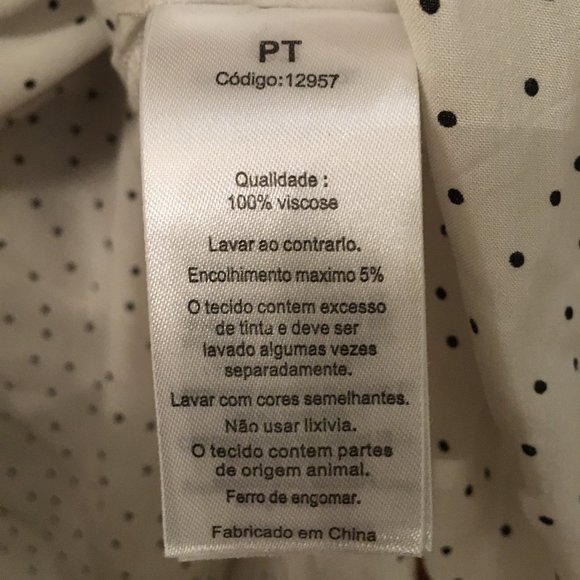 PT
Código:12957
Qualidade :
100% viscose
Lavar ao contrario.
Encolhimento maximo 5%
O tecido contem excesso
de tinta e deve ser
lavado algumas vezes
separadamente.
Lavar com cores semelhantes.
Não usar lixivia.
O tecido contem partes
de origem animal.
Ferro de engomar.
Fabricado em China